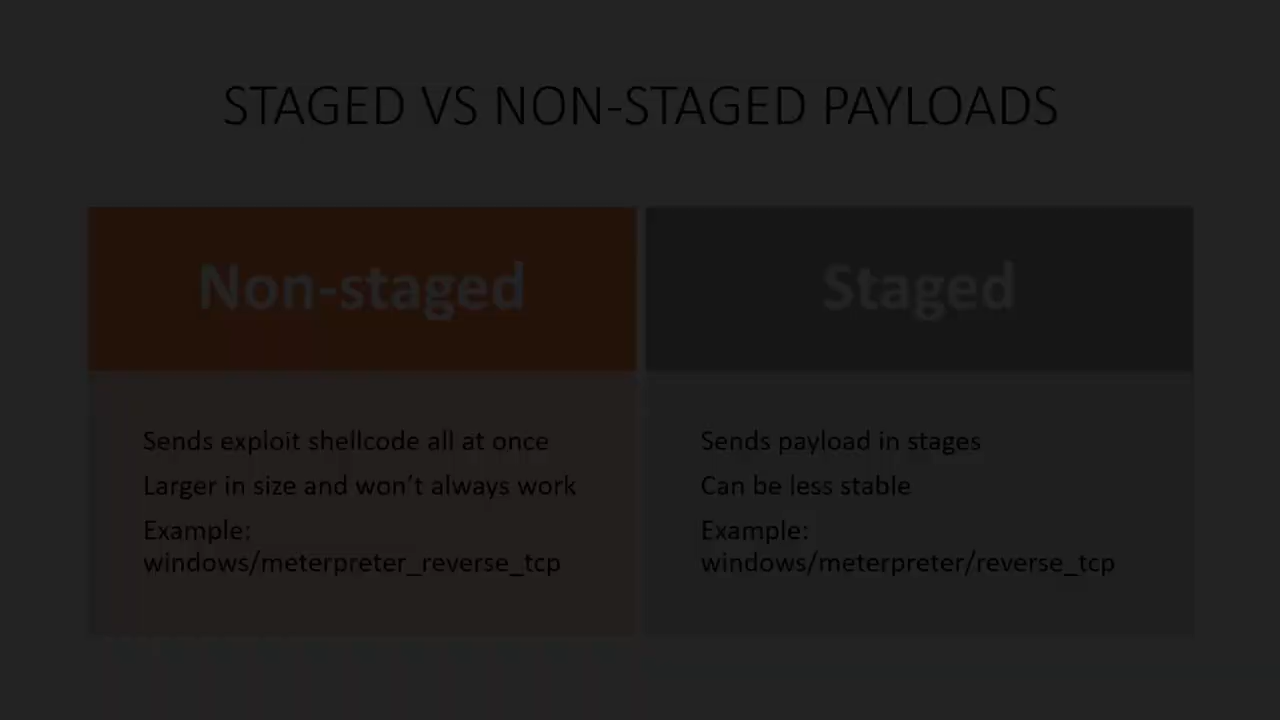 STAGED VS NON-STAGED PAYLOADS
Non-staged
Sends exploit shellcode all at once
Larger in size and won’t always work
Example:
windows/meterpreter_reverse_tcp
Staged
Sends payload in stages
Can be less stable
Example:
windows/meterpreter/reverse_tcp